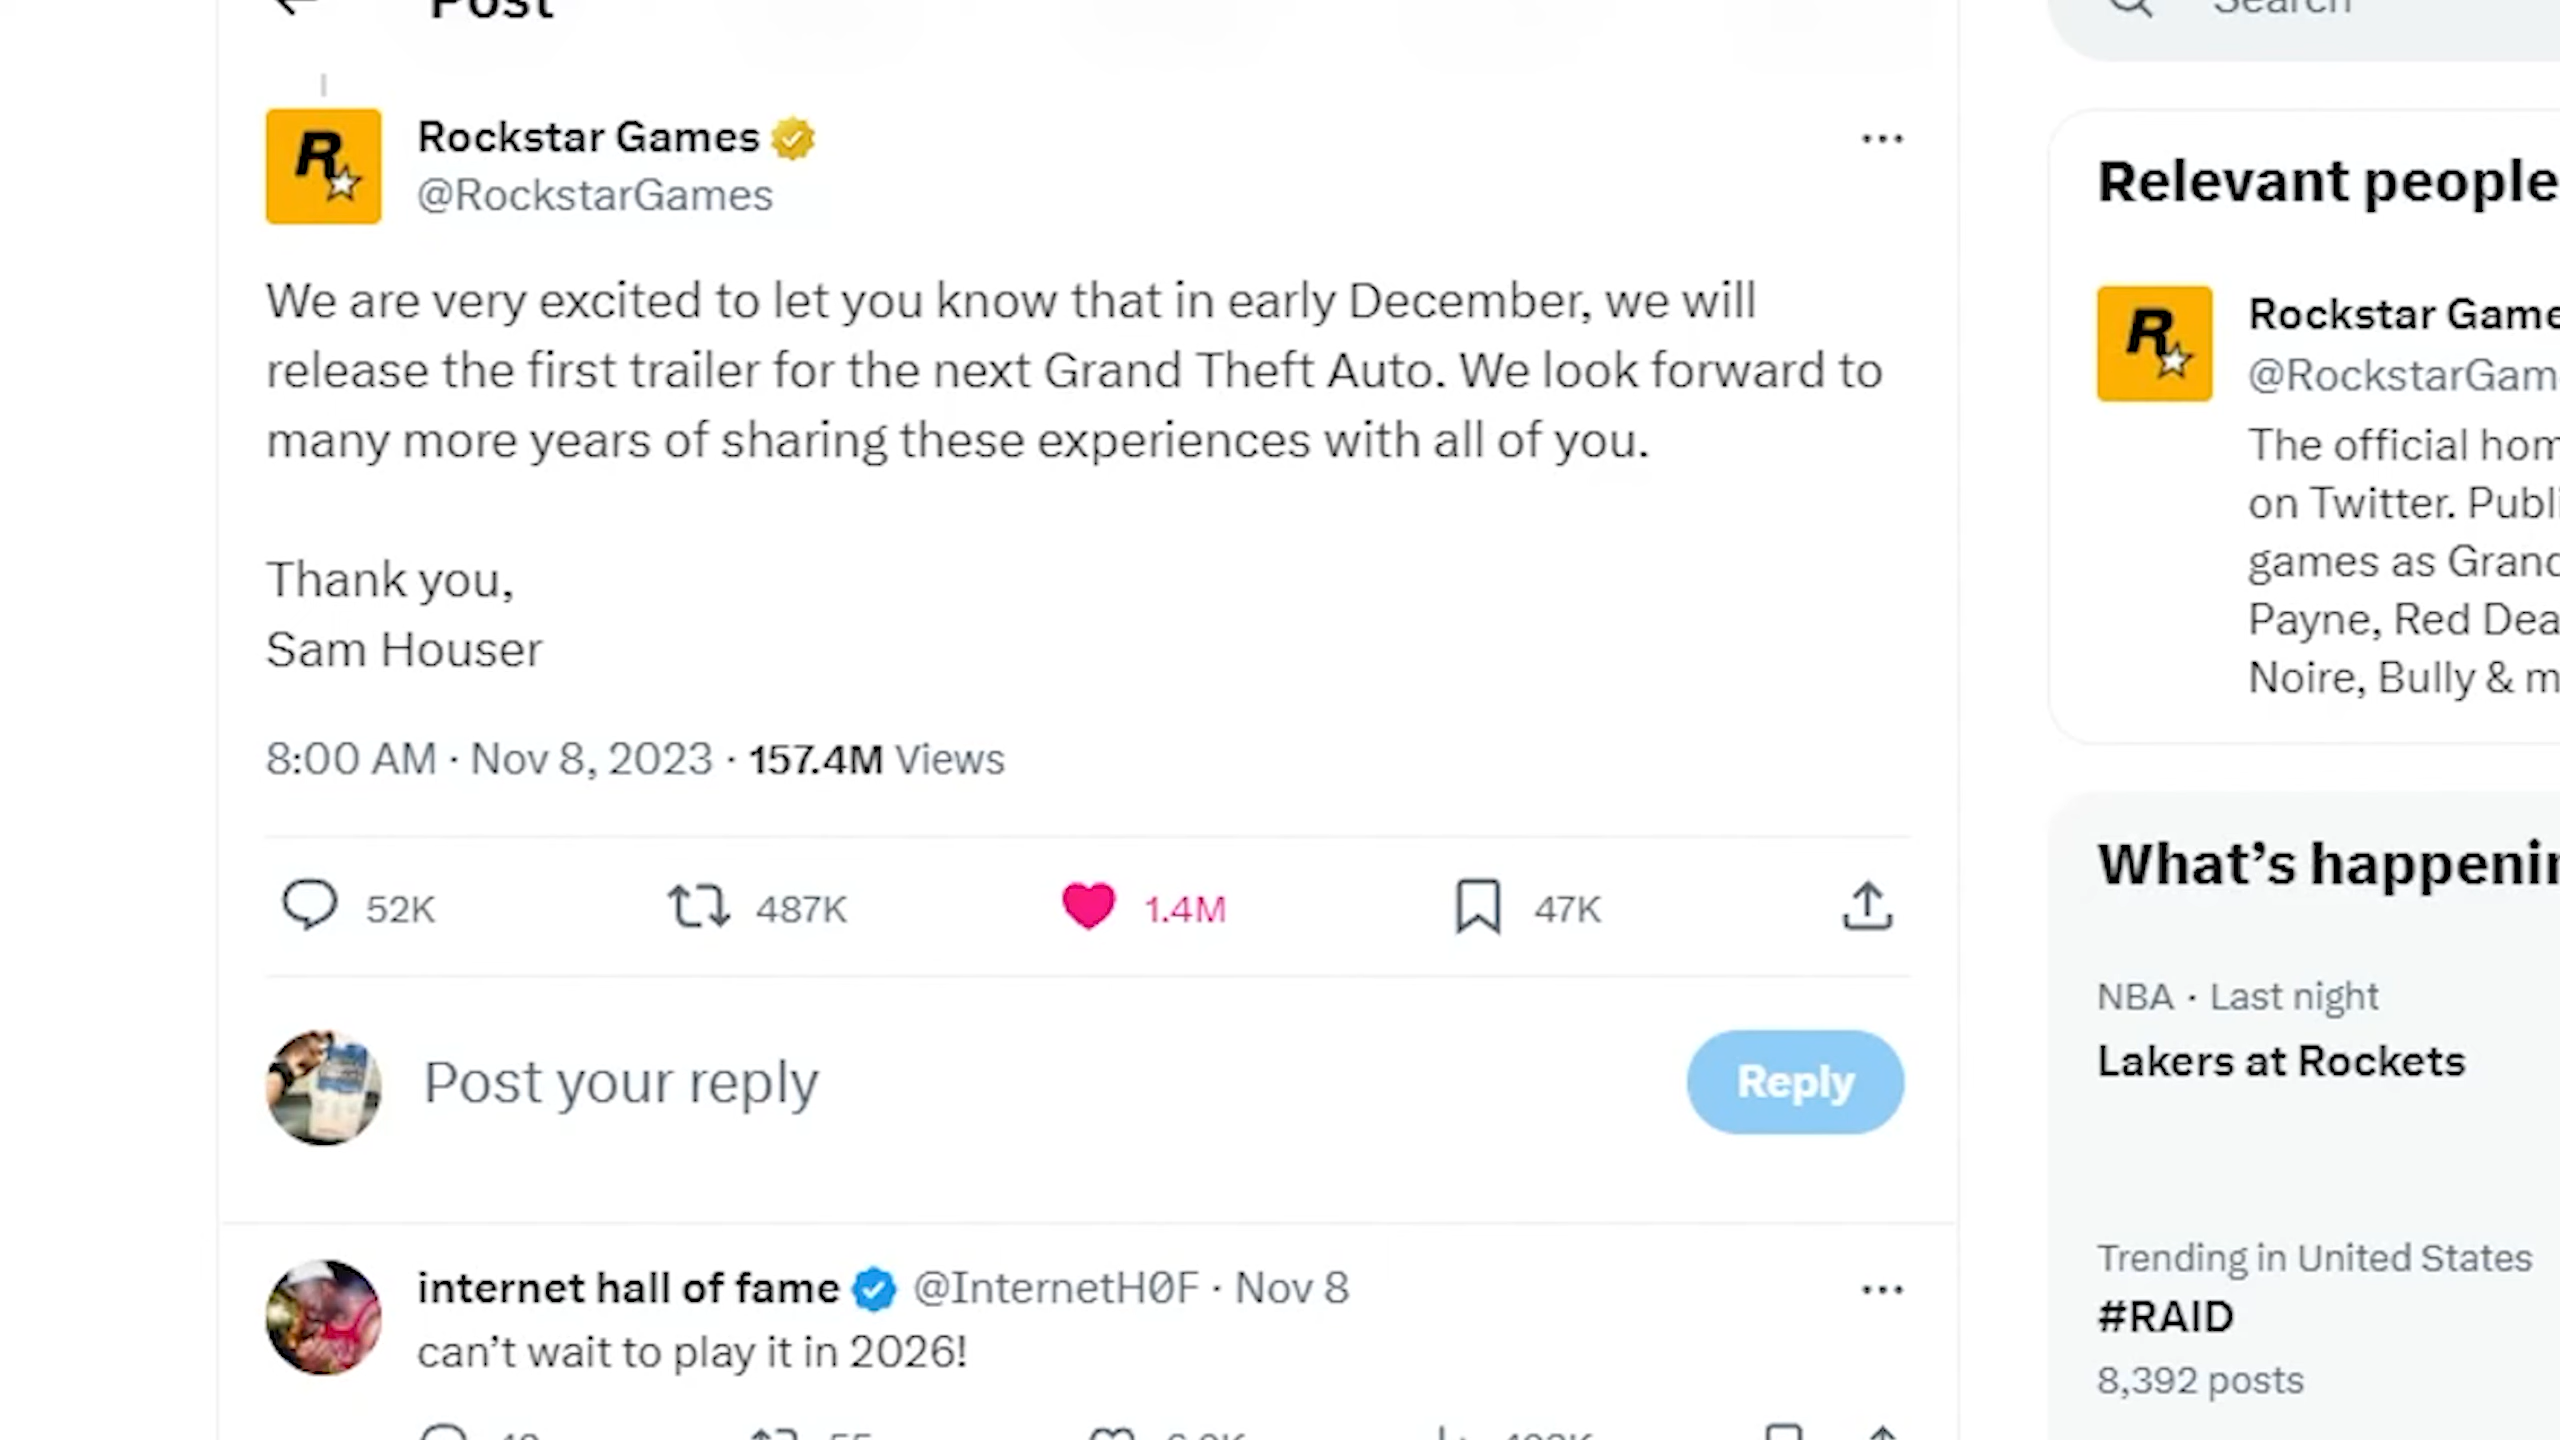 Post
Search
Rockstar Games
@RockstarGames
We are very excited to let you know that in early December, we will
release the first trailer for the next Grand Theft Auto. We look forward to
many more years of sharing these experiences with all of you.
Thank you,
Sam Houser
8:00 AM · Nov 8, 2023 · 157.4M Views
52K 487K 1.4M 47K
Post your reply
Reply
internet hall of fame @InternetH0F · Nov 8
can’t wait to play it in 2026!
Relevant people
Rockstar Game
@RockstarGam
The official hom
on Twitter. Publi
games as Grand
Payne, Red Dea
Noire, Bully & m
What’s happenin
NBA · Last night
Lakers at Rockets
Trending in United States
#RAID
8,392 posts